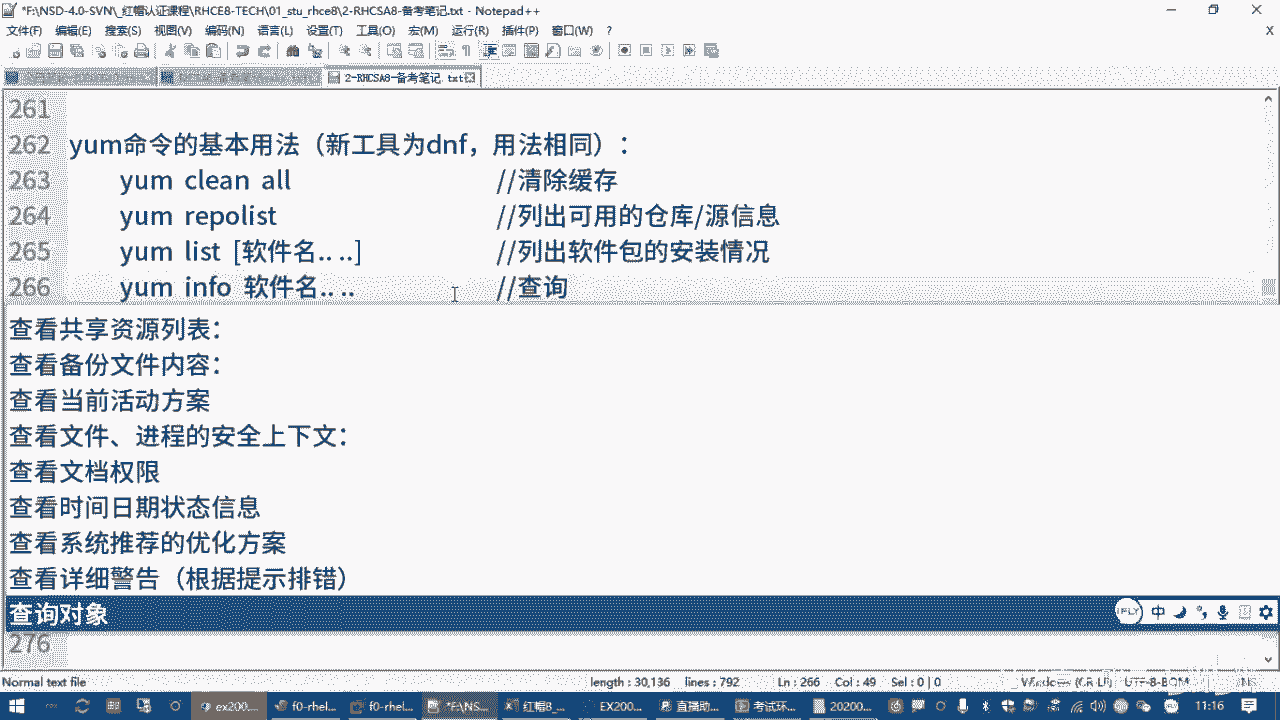 *F:\NSD-4.0-SVN\_红帽认证课程\RHCE8-TECH\01_stu_rhce8\2-RHCSA8-备考笔记.txt - Notepad++
文件(F) 编辑(E) 搜索(S) 视图(V) 编码(N) 语言(L) 设置(T) 工具(O) 宏(M) 运行(R) 插件(P) 窗口(W) ? X
2-RHCSA8-备考笔记.txt
261
262 yum命令的基本用法（新工具为dnf，用法相同）：
263 yum clean all //清除缓存
264 yum repolist //列出可用的仓库/源信息
265 yum list [软件名.. ..] //列出软件包的安装情况
266 yum info 软件名.. .. //查询
查看共享资源列表：
查看备份文件内容：
查看当前活动方案
查看文件、进程的安全上下文：
查看文档权限
查看时间日期状态信息
查看系统推荐的优化方案
查看详细警告（根据提示排错）
查询对象
iFLY 中
276
Normal text file length : 30,136 lines : 792 Ln : 266 Col : 49 Sel : 0 | 0 Windows (CR LF) UTF-8-BOM
ex200... f0-rhel... f0-rhel... *F:\NS... 红帽B_... EX200... 直播助... 考试环... 20200... 11:16